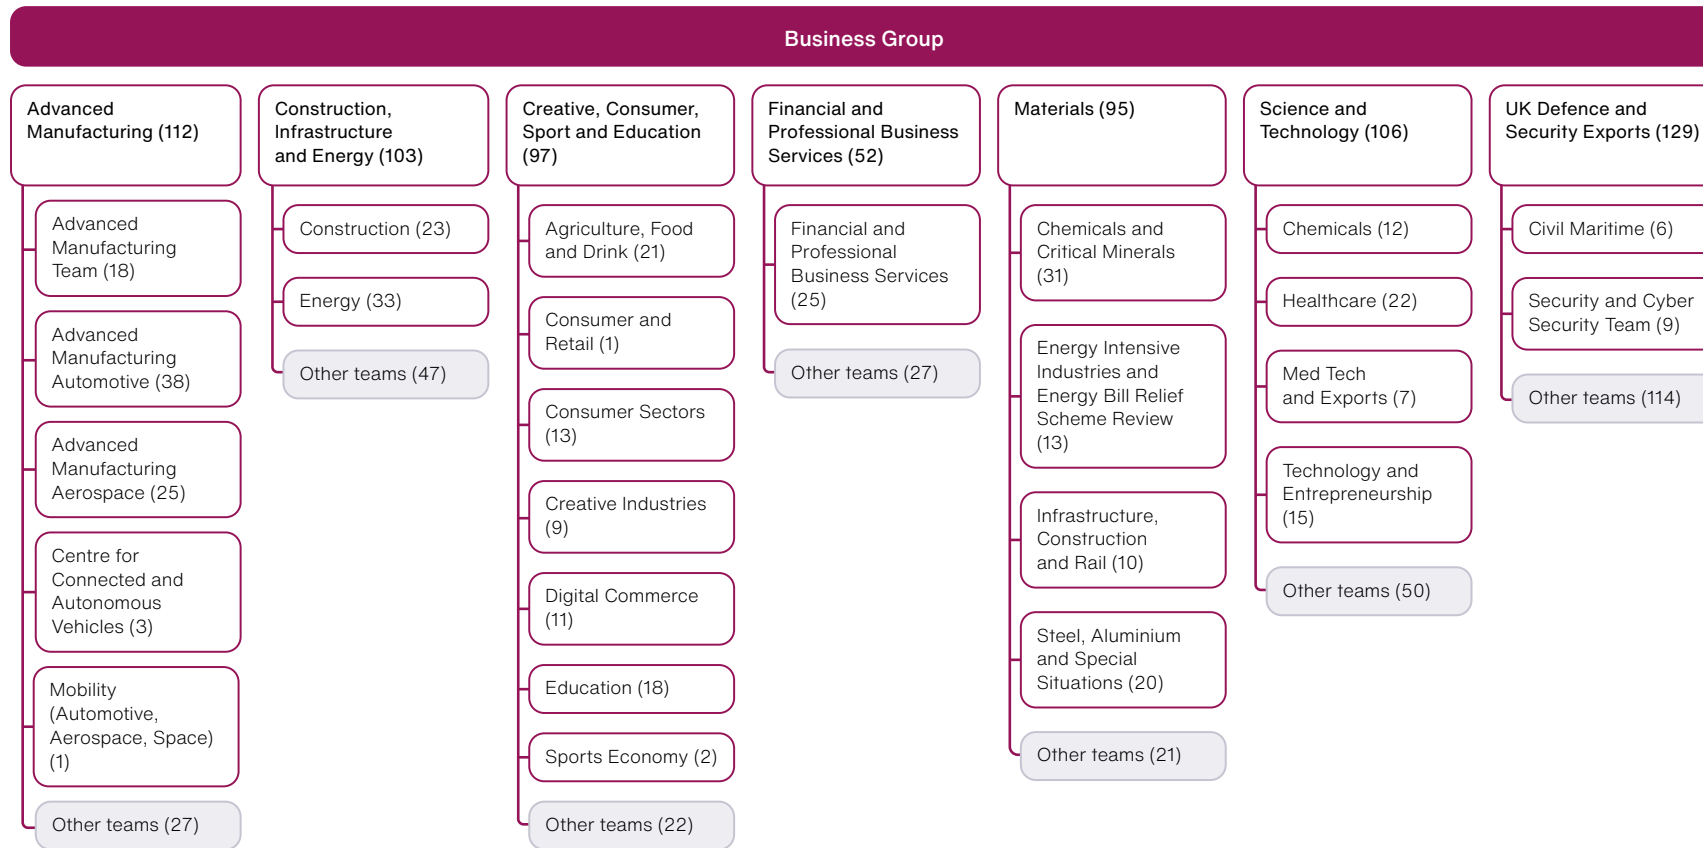 Business Group
Advanced
Manufacturing (112)
Advanced
Manufacturing
Team (18)
Advanced
Manufacturing
Automotive (38)
Advanced
Manufacturing
Aerospace (25)
Centre for
Connected and
Autonomous
Vehicles (3)
Mobility
(Automotive,
Aerospace, Space)
(1)
Other teams (27)
Construction,
Infrastructure
and Energy (103)
Construction (23)
Energy (33)
Other teams (47)
Creative, Consumer,
Sport and Education
(97)
Agriculture, Food
and Drink (21)
Consumer and
Retail (1)
Consumer Sectors
(13)
Creative Industries
(9)
Digital Commerce
(11)
Education (18)
Sports Economy (2)
Other teams (22)
Financial and
Professional Business
Services (52)
Financial and
Professional
Business Services
(25)
Other teams (27)
Materials (95)
Chemicals and
Critical Minerals
(31)
Energy Intensive
Industries and
Energy Bill Relief
Scheme Review
(13)
Infrastructure,
Construction
and Rail (10)
Steel, Aluminium
and Special
Situations (20)
Other teams (21)
Science and
Technology (106)
Chemicals (12)
Healthcare (22)
Med Tech
and Exports (7)
Technology and
Entrepreneurship
(15)
Other teams (50)
UK Defence and
Security Exports (129)
Civil Maritime (6)
Security and Cyber
Security Team (9)
Other teams (114)